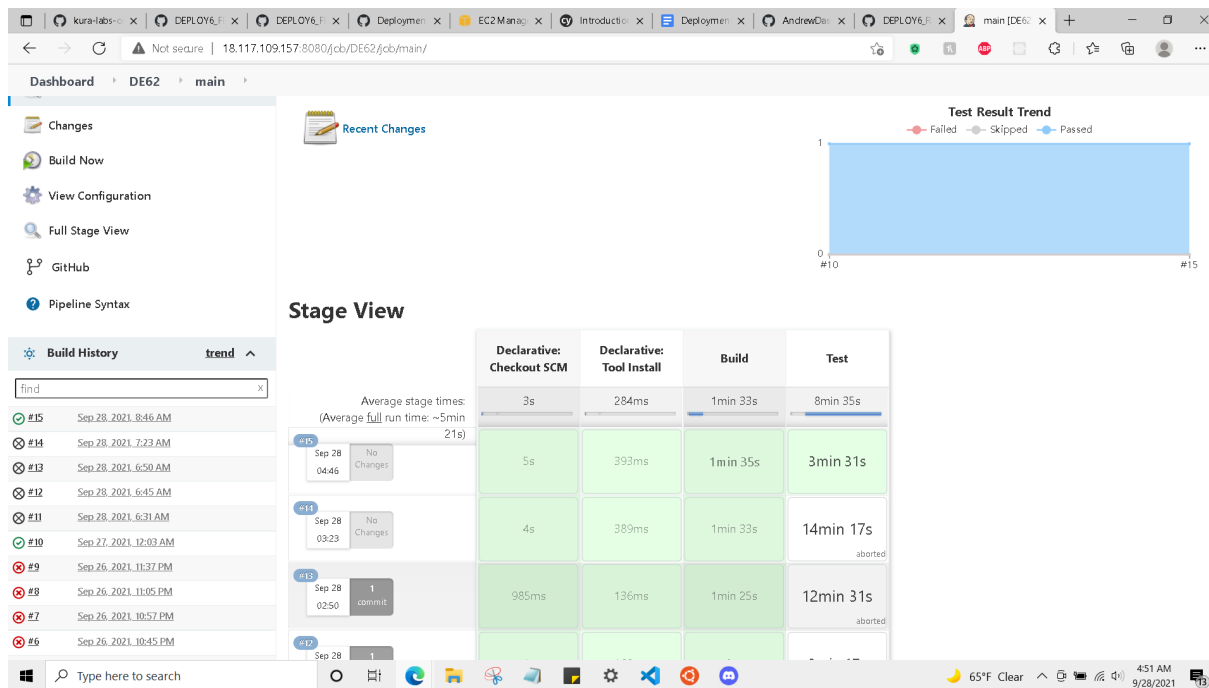 kura-labs-o
DEPLOY6_Fi
DEPLOY6_Fi
Deploymen
EC2 Manag
Introduction
Deploymen
AndrewDas
DEPLOY6_R
main [DE62
Not secure | 18.117.109.157:8080/job/DE62/job/main/
ABP
Dashboard
DE62
main
Changes
Build Now
View Configuration
Full Stage View
GitHub
Pipeline Syntax
Build History
trend
find
x
#15 Sep 28, 2021, 8:46 AM
#14 Sep 28, 2021, 7:23 AM
#13 Sep 28, 2021, 6:50 AM
#12 Sep 28, 2021, 6:45 AM
#11 Sep 28, 2021, 6:31 AM
#10 Sep 27, 2021, 12:03 AM
#9 Sep 26, 2021, 11:37 PM
#8 Sep 26, 2021, 11:05 PM
#7 Sep 26, 2021, 10:57 PM
#6 Sep 26, 2021, 10:45 PM
Recent Changes
Test Result Trend
Failed Skipped Passed
1
0
#10 #15
Stage View
Declarative: Checkout SCM
Declarative: Tool Install
Build
Test
Average stage times:
(Average full run time: ~5min
21s)
3s 284ms 1min 33s 8min 35s
#15
Sep 28
04:46
No
Changes
5s 393ms 1min 35s 3min 31s
#14
Sep 28
03:23
No
Changes
4s 389ms 1min 33s 14min 17s
aborted
#13
Sep 28
02:50
1
commit
985ms 136ms 1min 25s 12min 31s
aborted
#12
Sep 28
1
Type here to search
65°F Clear
4:51 AM
9/28/2021
13